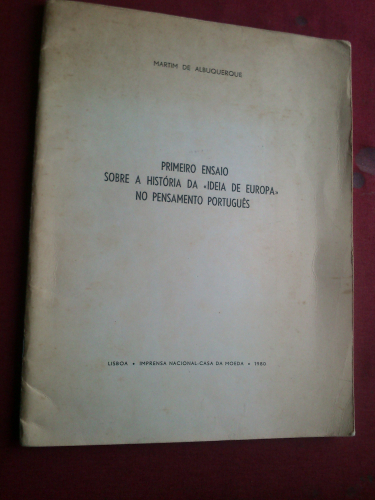 MARTIM DE ALBUQUERQUE
PRIMEIRO ENSAIO
SOBRE A HISTÓRIA DA «IDEIA DE EUROPA»
NO PENSAMENTO PORTUGUÊS
LISBOA • IMPRENSA NACIONAL-CASA DA MOEDA • 1980